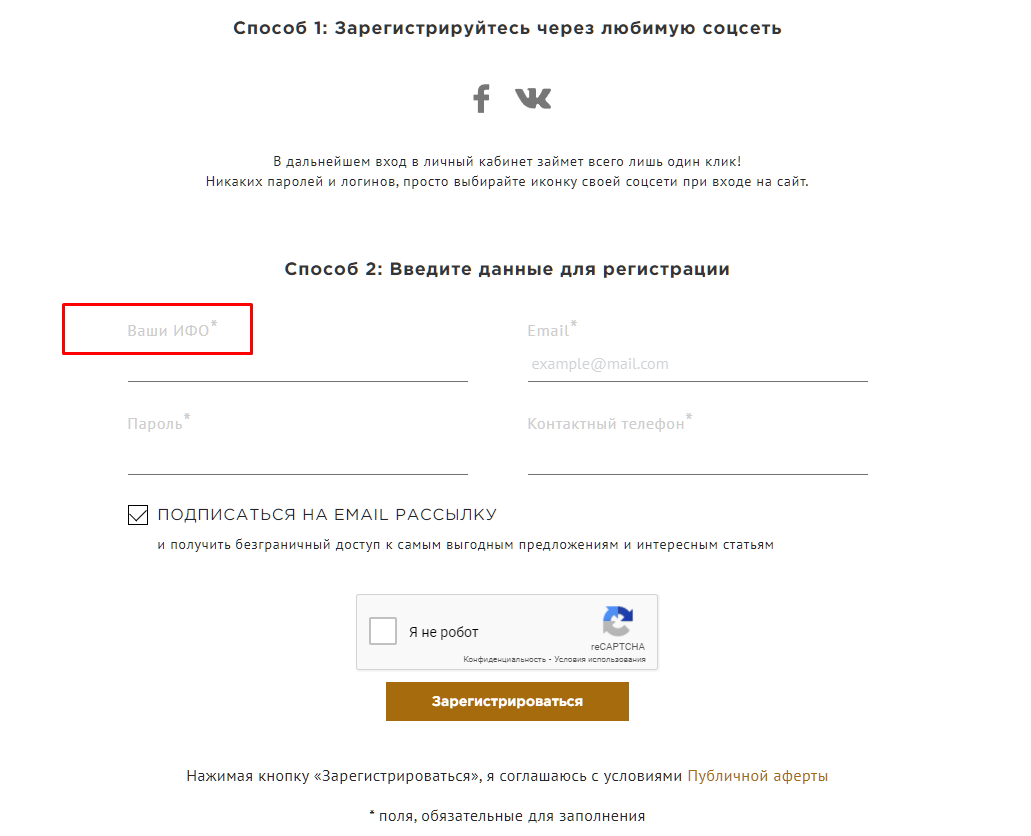 Способ 1: Зарегистрируйтесь через любимую соцсеть
В дальнейшем вход в личный кабинет займет всего лишь один клик!
Никаких паролей и логинов, просто выбирайте иконку своей соцсети при входе на сайт.
Способ 2: Введите данные для регистрации
Ваши ИФО*
Email*
example@mail.com
Пароль*
Контактный телефон*
ПОДПИСАТЬСЯ НА EMAIL РАССЫЛКУ
и получить безграничный доступ к самым выгодным предложениям и интересным статьям
Я не робот
reCAPTCHA
Конфиденциальность - Условия использования
Зарегистрироваться
Нажимая кнопку «Зарегистрироваться», я соглашаюсь с условиями Публичной аферты
* поля, обязательные для заполнения